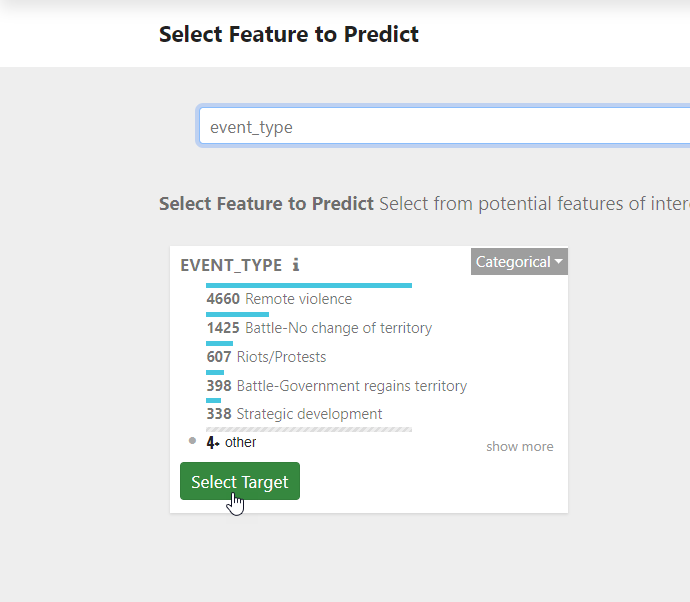 Select Feature to Predict
event_type
Select Feature to Predict Select from potential features of inter
EVENT_TYPE
Categorical
4660 Remote violence
1425 Battle-No change of territory
607 Riots/Protests
398 Battle-Government regains territory
338 Strategic development
4+ other
show more
Select Target